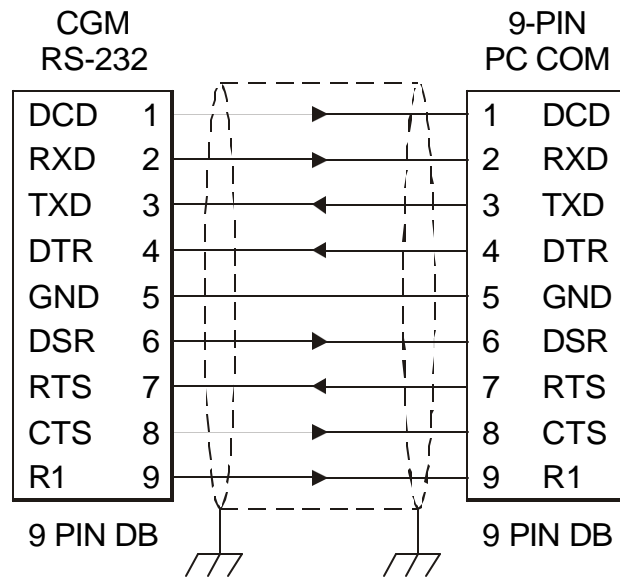 CGM
RS-232
9-PIN
PC COM
DCD 1 1 DCD
RXD 2 2 RXD
TXD 3 3 TXD
DTR 4 4 DTR
GND 5 5 GND
DSR 6 6 DSR
RTS 7 7 RTS
CTS 8 8 CTS
R1 9 9 R1
9 PIN DB 9 PIN DB